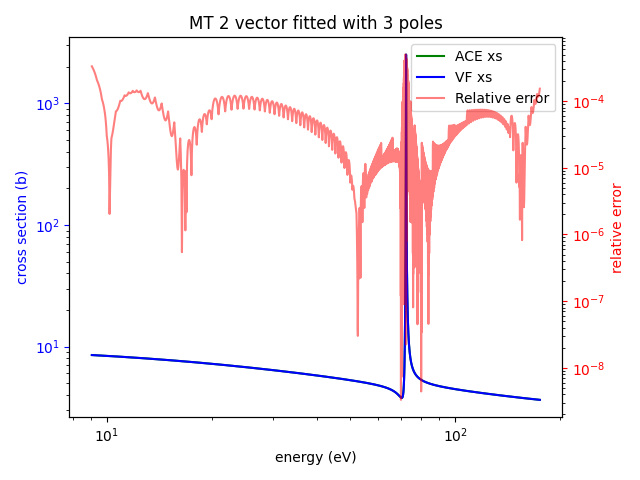 MT 2 vector fitted with 3 poles
ACE xs
VF xs
Relative error
cross section (b)
10³
10²
10¹
10⁻⁴
10⁻⁵
10⁻⁶
10⁻⁷
10⁻⁸
relative error
10¹
10²
energy (eV)